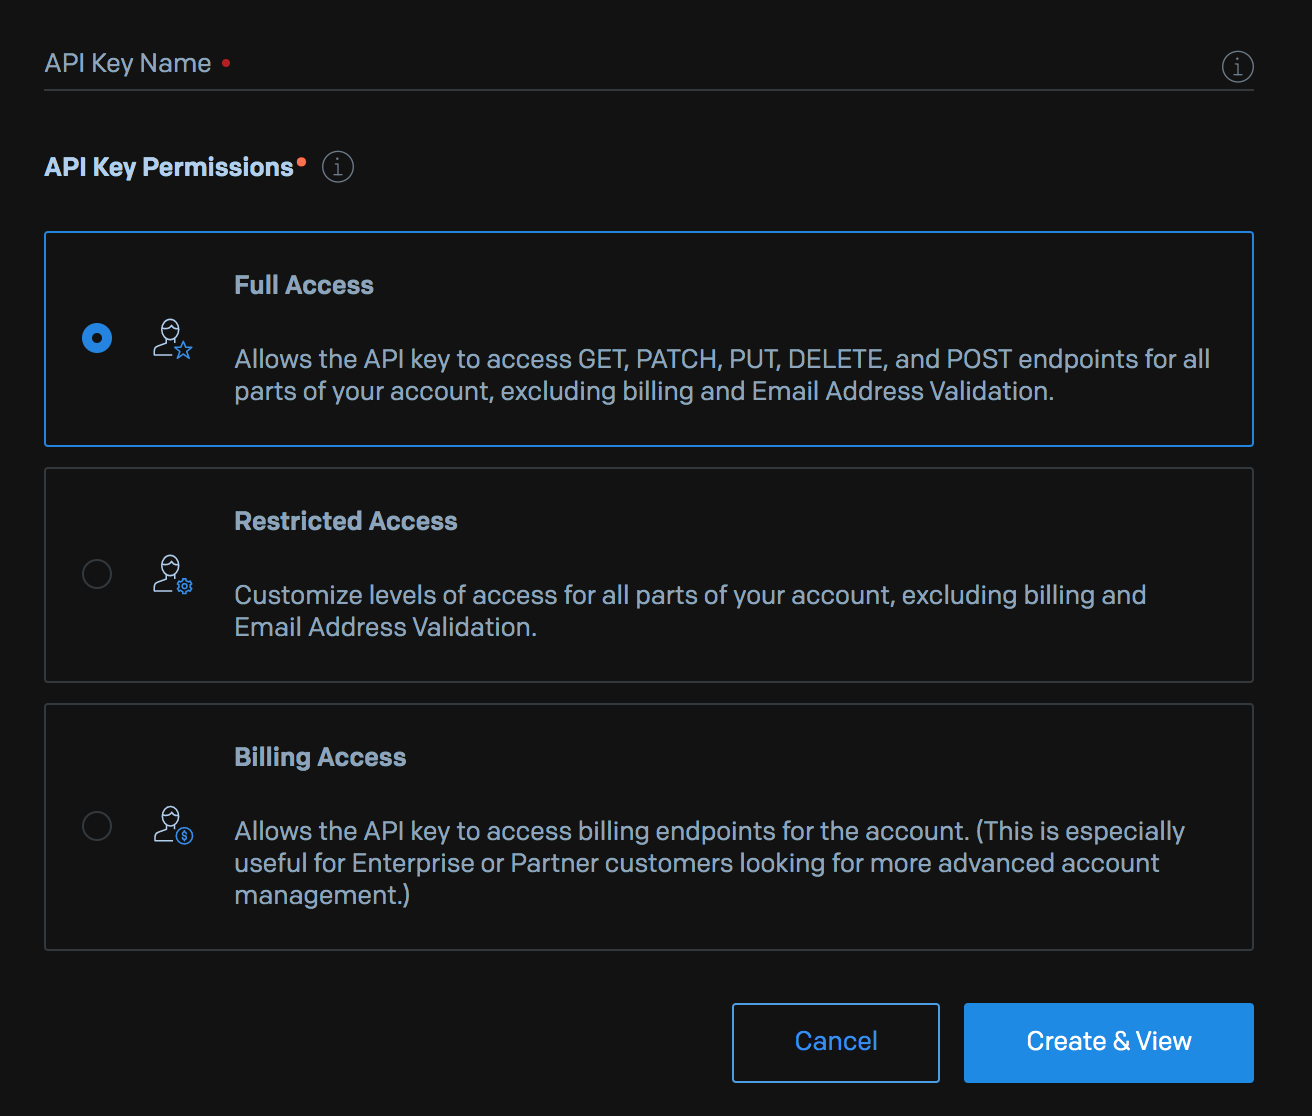 API Key Name
API Key Permissions
Full Access
Allows the API key to access GET, PATCH, PUT, DELETE, and POST endpoints for all
parts of your account, excluding billing and Email Address Validation.
Restricted Access
Customize levels of access for all parts of your account, excluding billing and
Email Address Validation.
Billing Access
Allows the API key to access billing endpoints for the account. (This is especially
useful for Enterprise or Partner customers looking for more advanced account
management.)
Cancel
Create & View